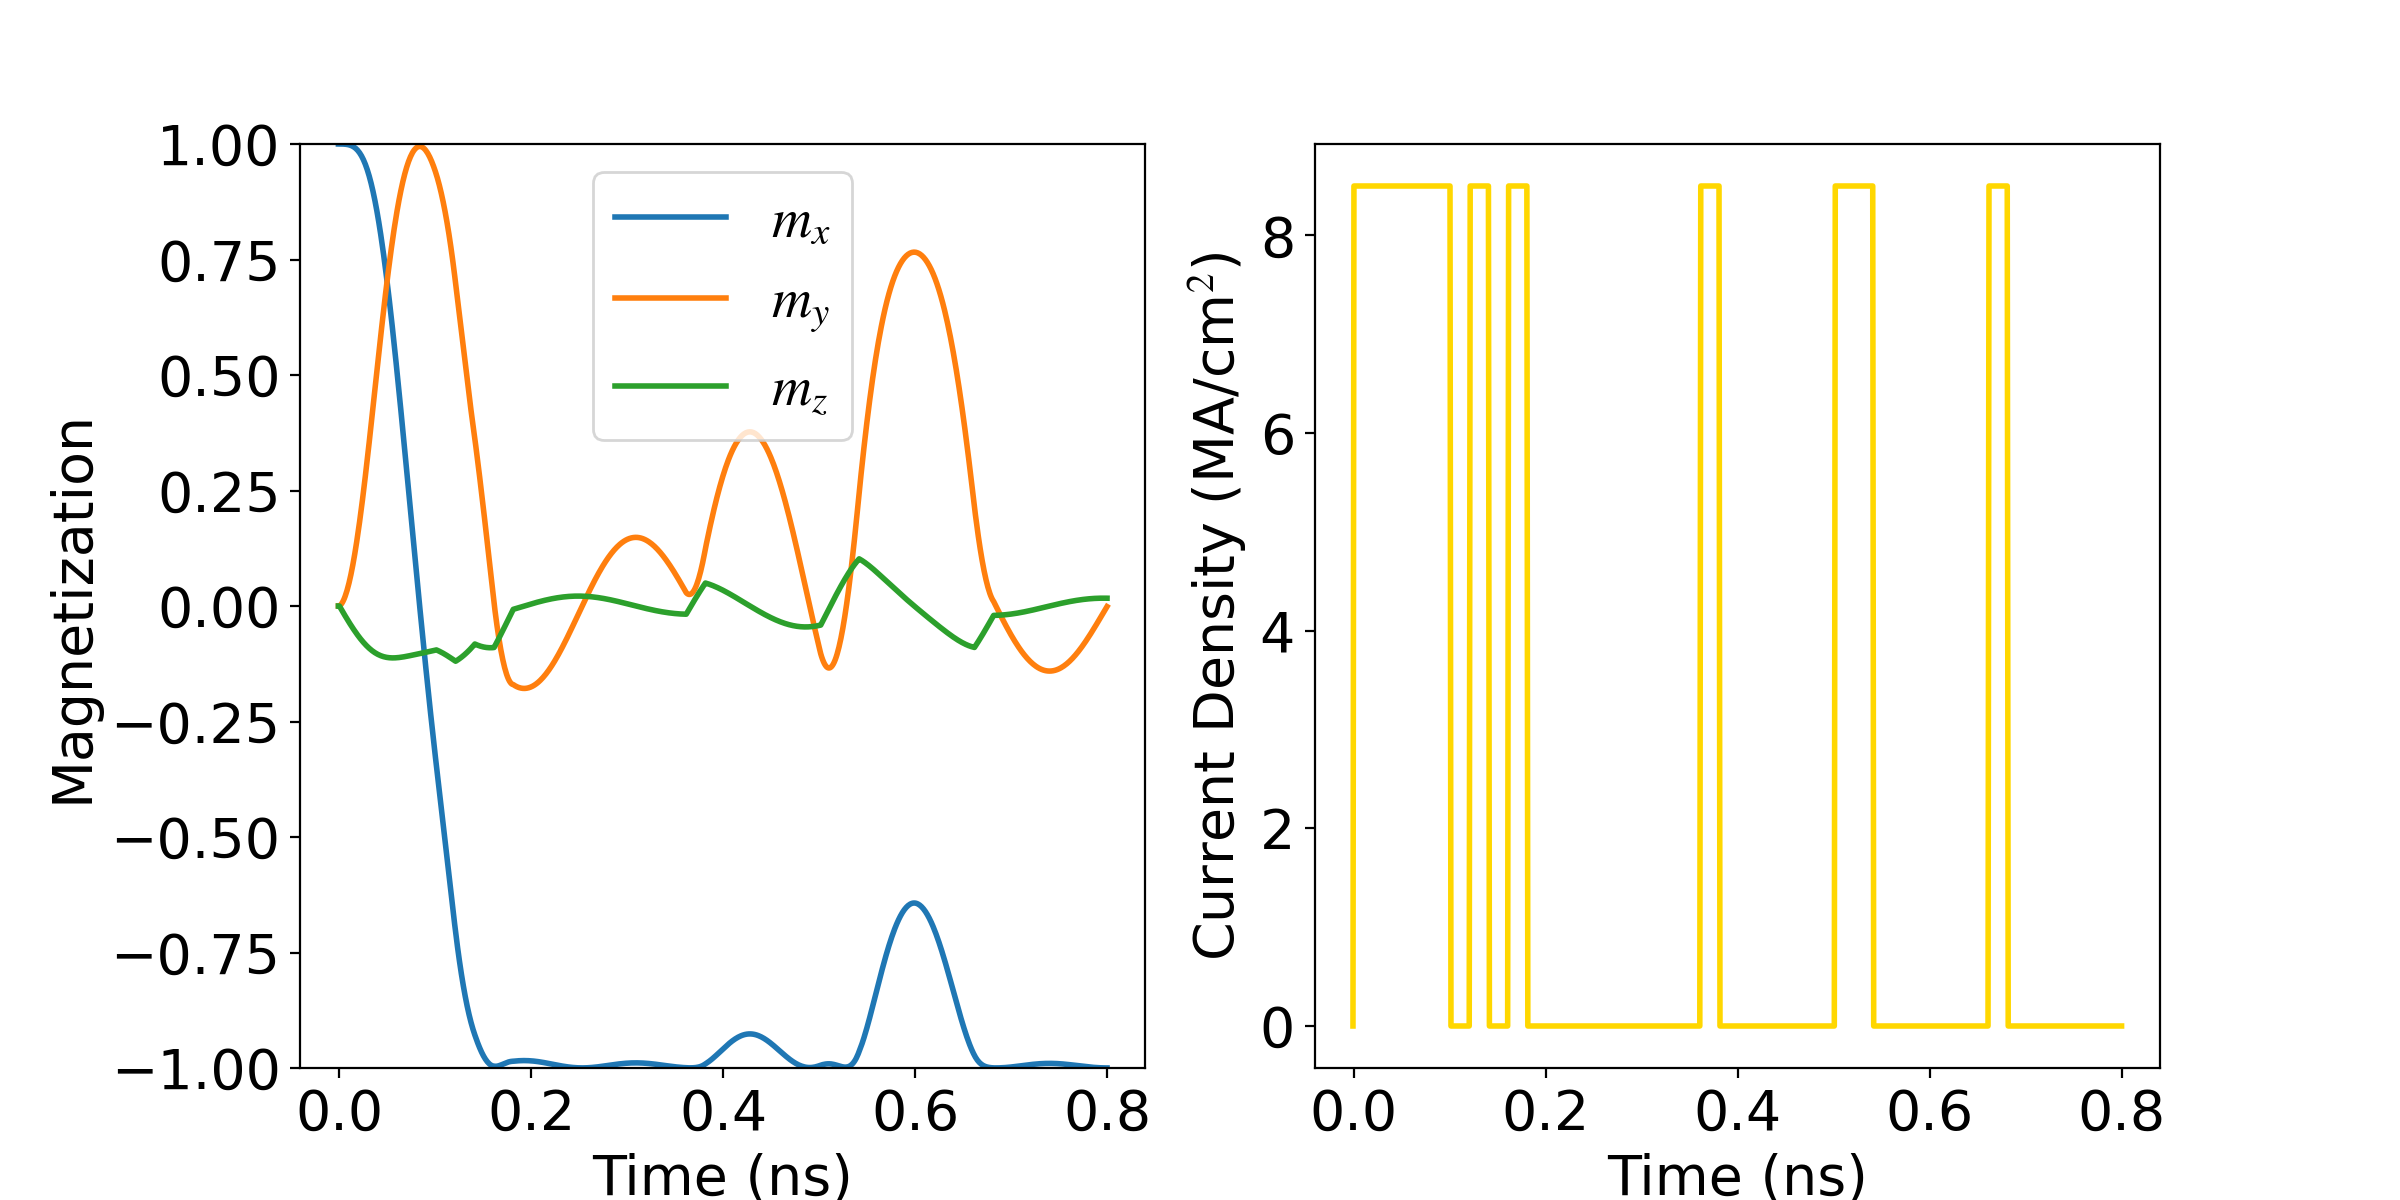 Magnetization
1.00
0.75
0.50
0.25
0.00
−0.25
−0.50
−0.75
−1.00
0.0 0.2 0.4 0.6 0.8
Time (ns)
m_x
m_y
m_z
Current Density (MA/cm²)
8
6
4
2
0
0.0 0.2 0.4 0.6 0.8
Time (ns)